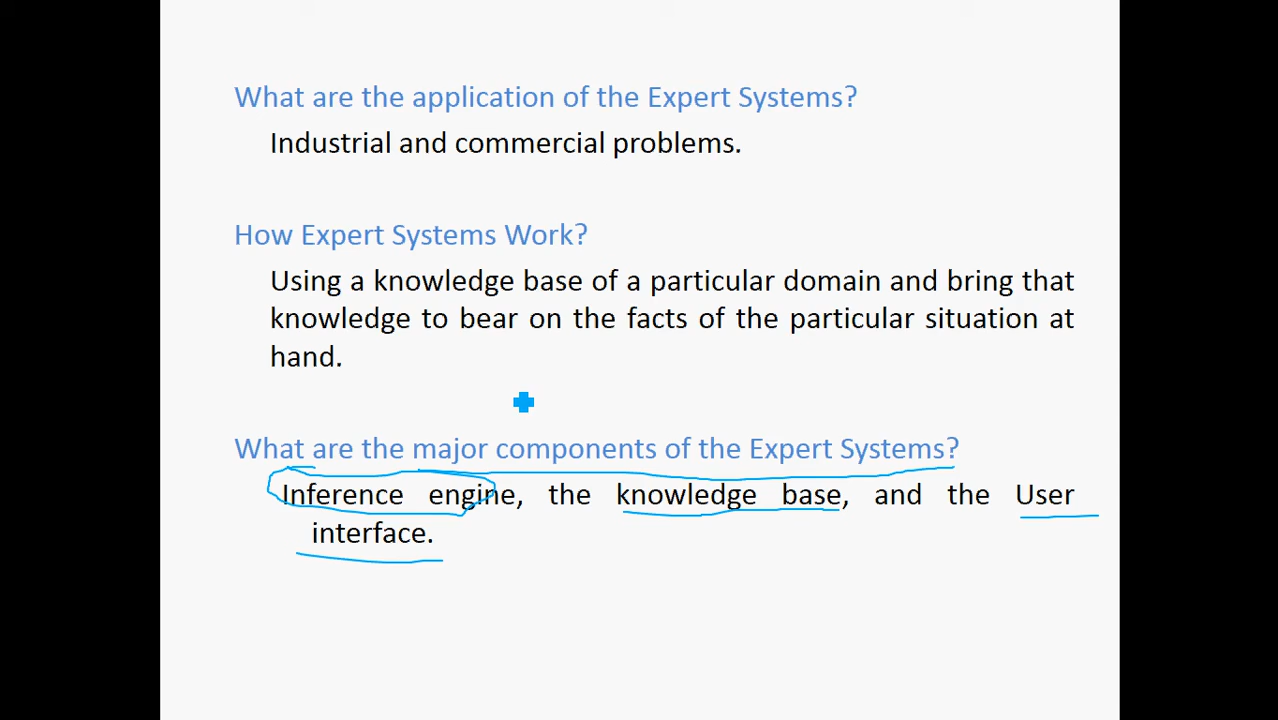 What are the application of the Expert Systems?
Industrial and commercial problems.
How Expert Systems Work?
Using a knowledge base of a particular domain and bring that
knowledge to bear on the facts of the particular situation at
hand.
What are the major components of the Expert Systems?
Inference engine, the knowledge base, and the User
interface.